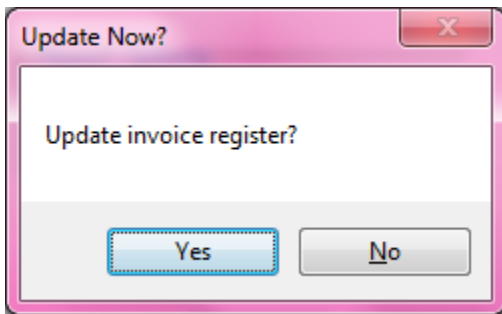 Update Now?
Update invoice register?
Yes
No